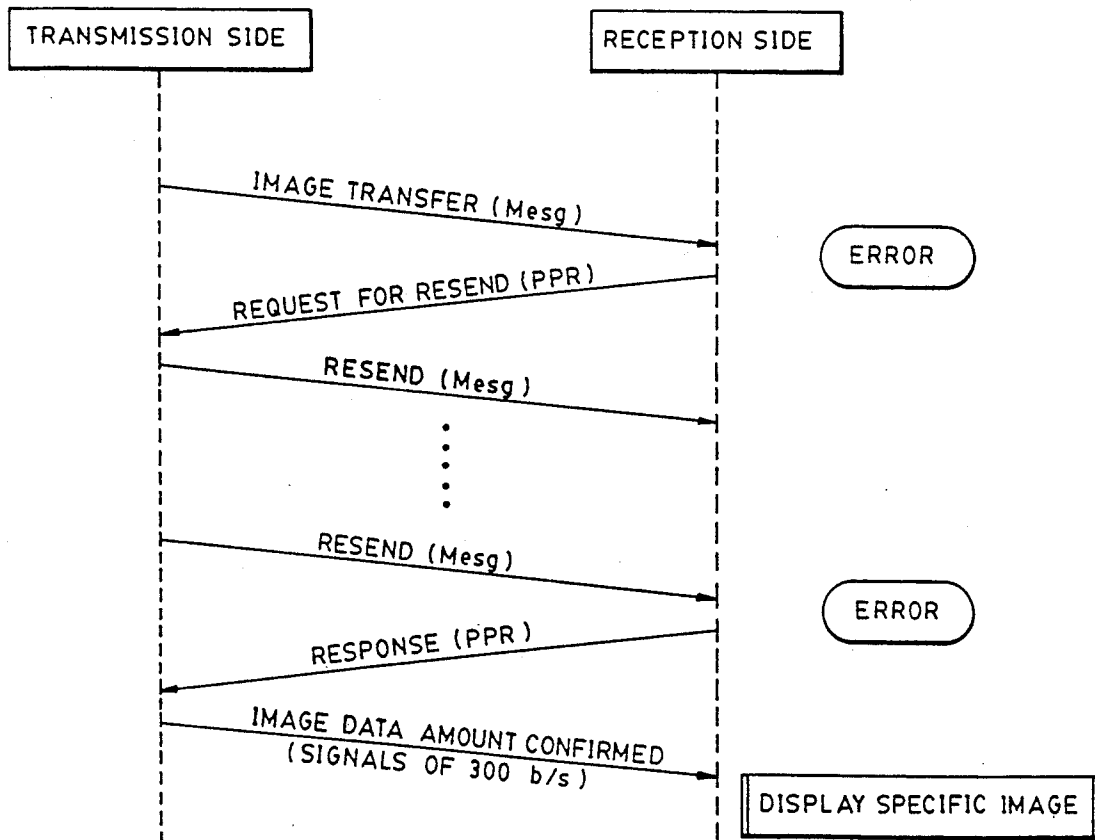 TRANSMISSION SIDE
RECEPTION SIDE
IMAGE TRANSFER (Mesg)
ERROR
REQUEST FOR RESEND (PPR)
RESEND (Mesg)
RESEND (Mesg)
ERROR
RESPONSE (PPR)
IMAGE DATA AMOUNT CONFIRMED
(SIGNALS OF 300 b/s)
DISPLAY SPECIFIC IMAGE